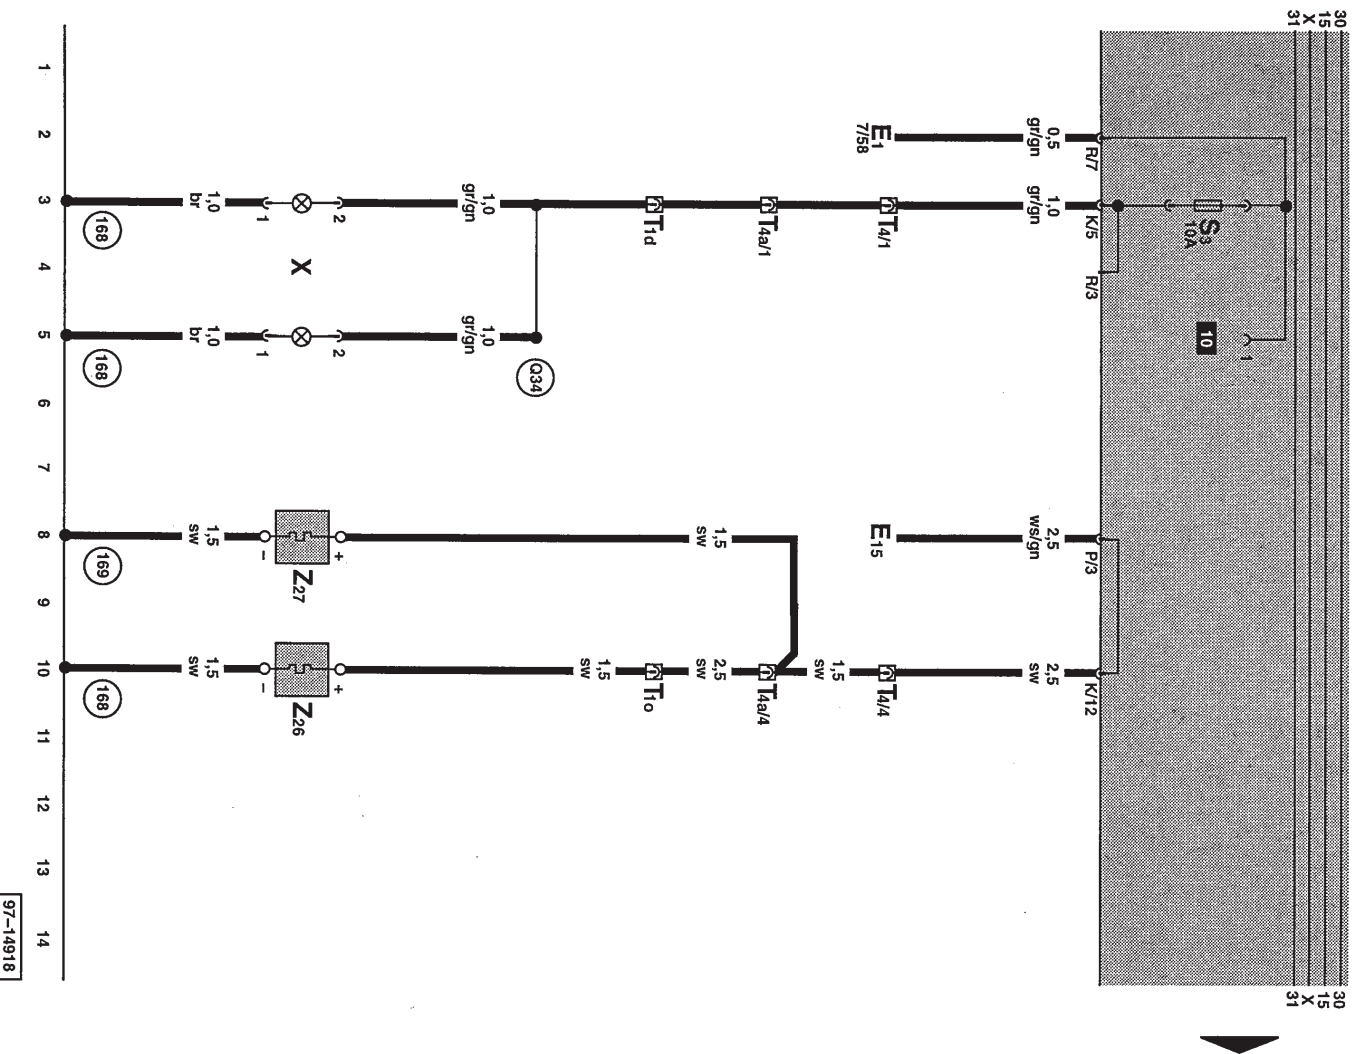 30
15
X
31
30
15
X
31
S3
10A
10
1
R/7
K/5
R/3
P/3
K/12
0,5
gr/gn
1,0
gr/gn
2,5
ws/gn
2,5
sw
E1
7/58
T4/1
E15
T4/4
1,5
sw
T4a/1
T4a/4
1,5
sw
2,5
sw
T1d
T1o
1,5
sw
Q34
1,0
gr/gn
1,0
gr/gn
2
2
+
+
X
Z27
Z26
1
1
–
–
1,0
br
1,0
br
1,5
sw
1,5
sw
168
168
169
168
1 2 3 4 5 6 7 8 9 10 11 12 13 14
97–14918